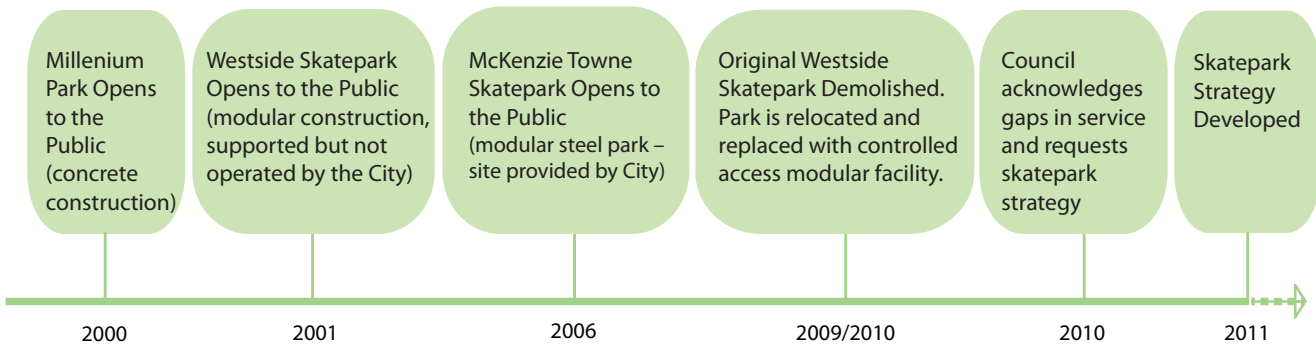 Millenium
Park Opens
to the
Public
(concrete
construction)
Westside Skatepark
Opens to the Public
(modular construction,
supported but not
operated by the City)
McKenzie Towne
Skatepark Opens to
the Public
(modular steel park –
site provided by City)
Original Westside
Skatepark Demolished.
Park is relocated and
replaced with controlled
access modular facility.
Council
acknowledges
gaps in service
and requests
skatepark
strategy
Skatepark
Strategy
Developed
2000
2001
2006
2009/2010
2010
2011